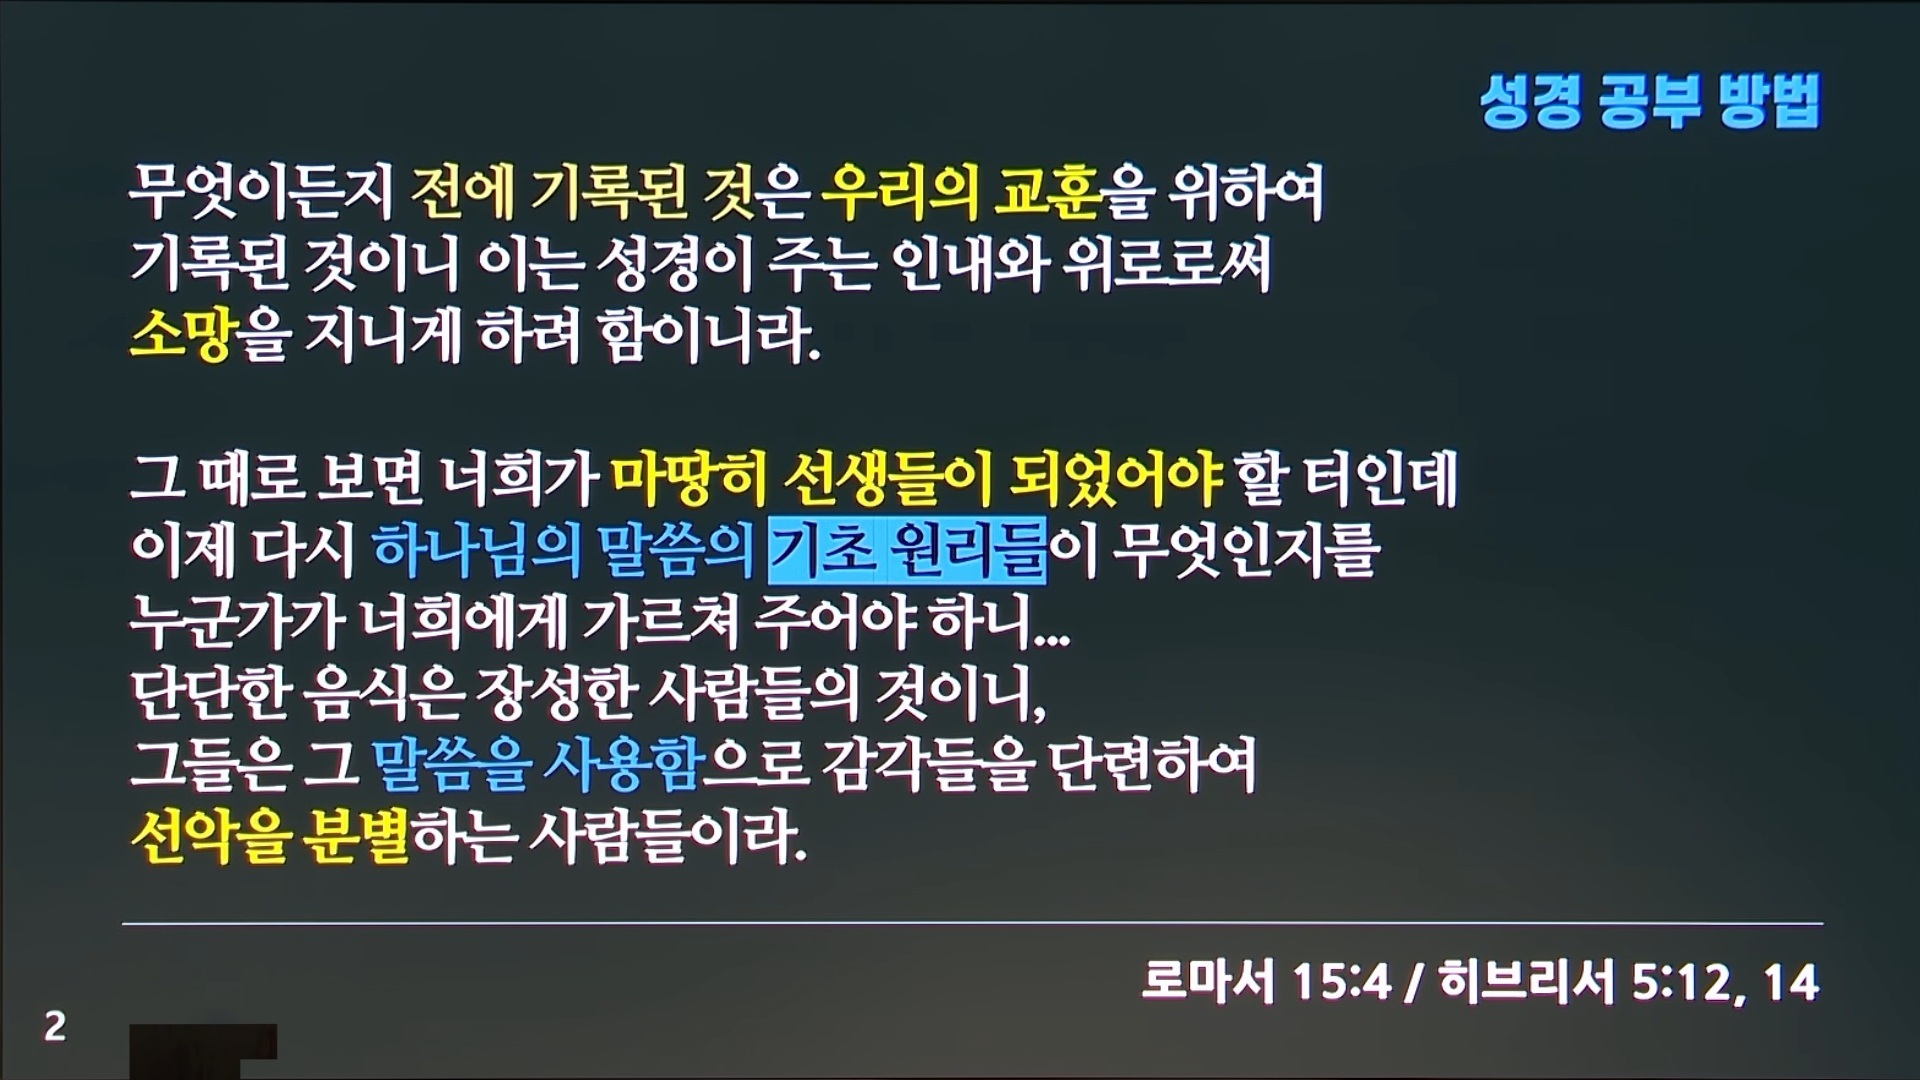 성경 공부 방법
무엇이든지 전에 기록된 것은 우리의 교훈을 위하여
기록된 것이니 이는 성경이 주는 인내와 위로로써
소망을 지니게 하려 함이니라.
그 때로 보면 너희가 마땅히 선생들이 되었어야 할 터인데
이제 다시 하나님의 말씀의 기초 원리들이 무엇인지를
누군가가 너희에게 가르쳐 주어야 하니...
단단한 음식은 장성한 사람들의 것이니,
그들은 그 말씀을 사용함으로 감각들을 단련하여
선악을 분별하는 사람들이라.
로마서 15:4 / 히브리서 5:12, 14
2